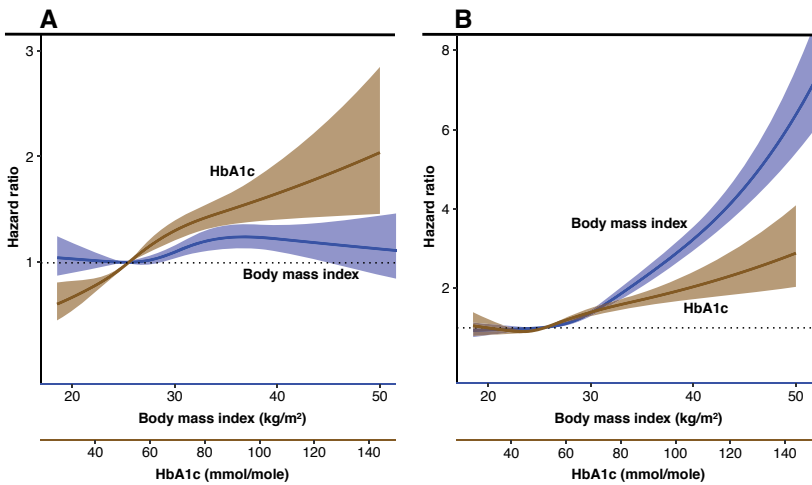 A
3
2
1
Hazard ratio
HbA1c
Body mass index
20 30 40 50
Body mass index (kg/m²)
40 60 80 100 120 140
HbA1c (mmol/mole)
B
8
6
4
2
Hazard ratio
Body mass index
HbA1c
20 30 40 50
Body mass index (kg/m²)
40 60 80 100 120 140
HbA1c (mmol/mole)